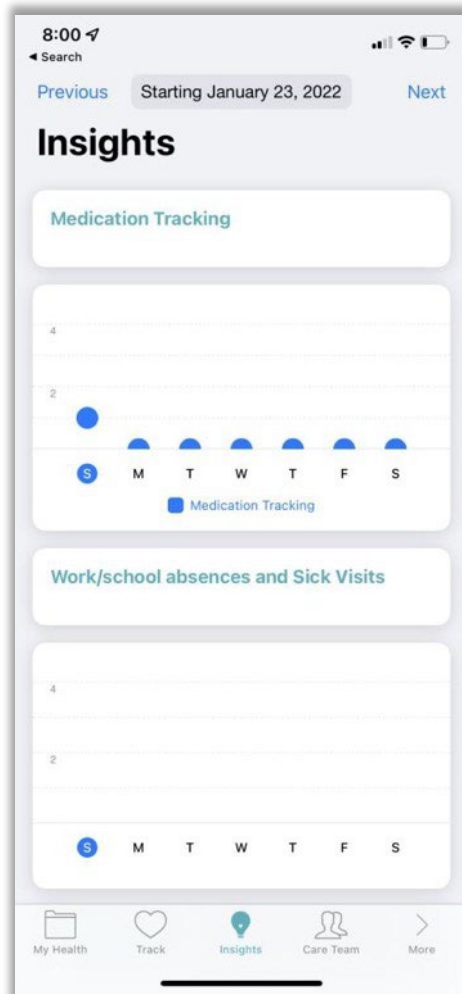 8:00
◀ Search
Previous Starting January 23, 2022 Next
Insights
Medication Tracking
4
2
S M T W T F S
Medication Tracking
Work/school absences and Sick Visits
4
2
S M T W T F S
My Health Track Insights Care Team More